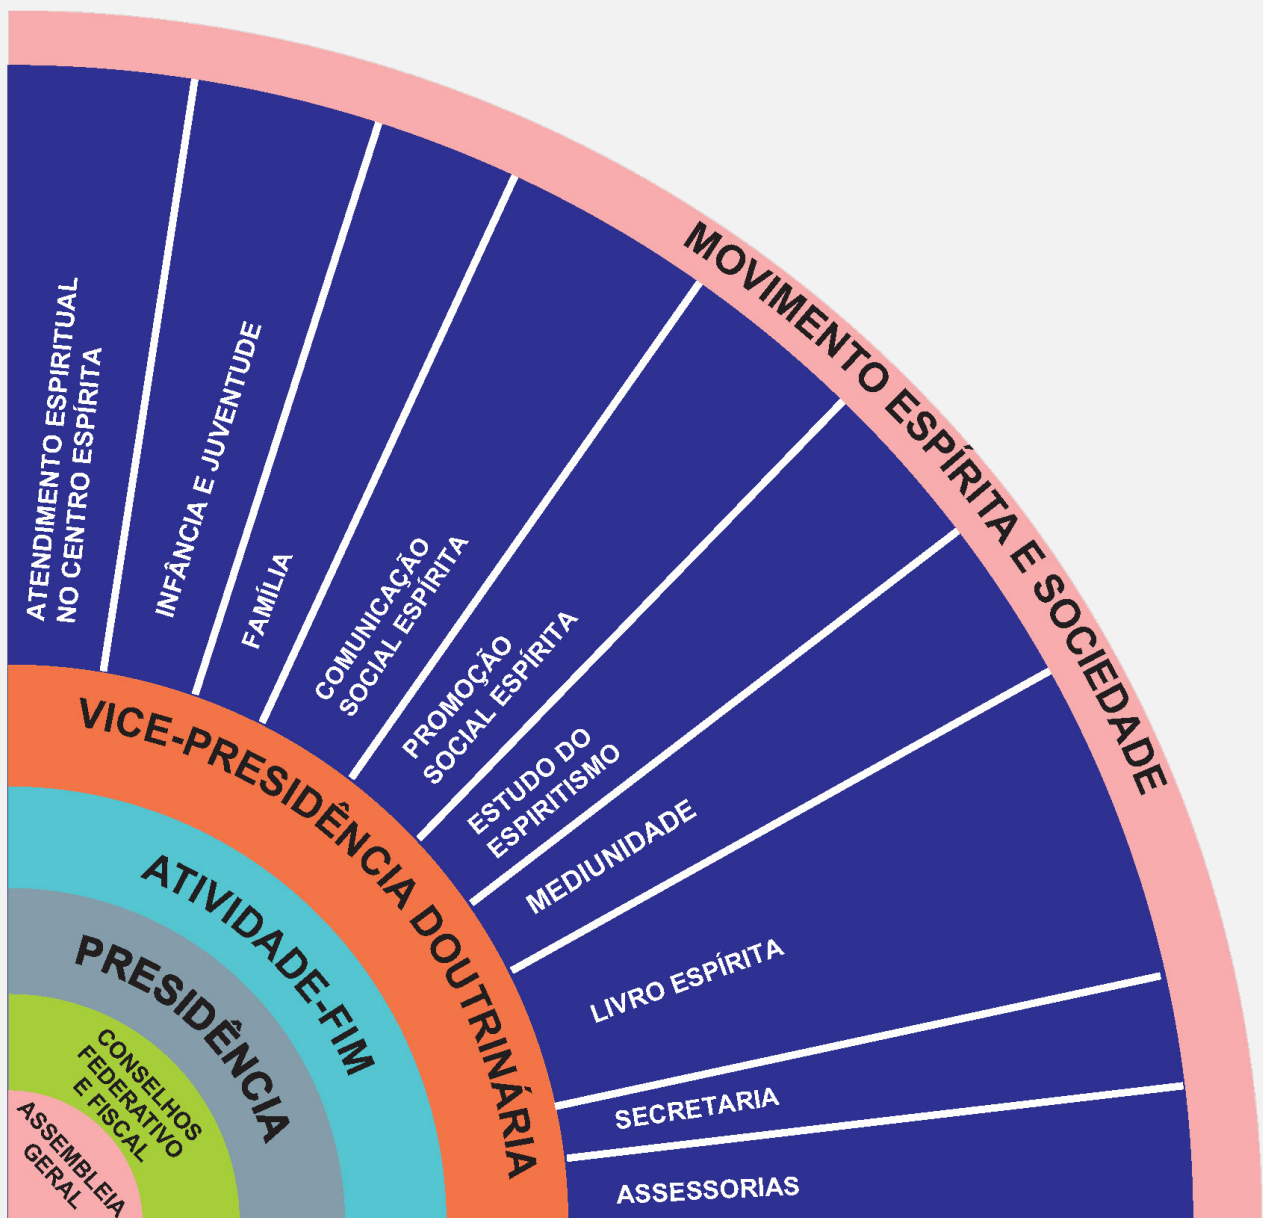 MOVIMENTO ESPÍRITA E SOCIEDADE
ATENDIMENTO ESPIRITUAL
NO CENTRO ESPÍRITA
INFÂNCIA E JUVENTUDE
FAMÍLIA
COMUNICAÇÃO
SOCIAL ESPÍRITA
PROMOÇÃO
SOCIAL ESPÍRITA
ESTUDO DO
ESPIRITISMO
MEDIUNIDADE
LIVRO ESPÍRITA
SECRETARIA
ASSESSORIAS
VICE-PRESIDÊNCIA DOUTRINÁRIA
ATIVIDADE-FIM
PRESIDÊNCIA
CONSELHOS
FEDERATIVO
E FISCAL
ASSEMBLEIA
GERAL